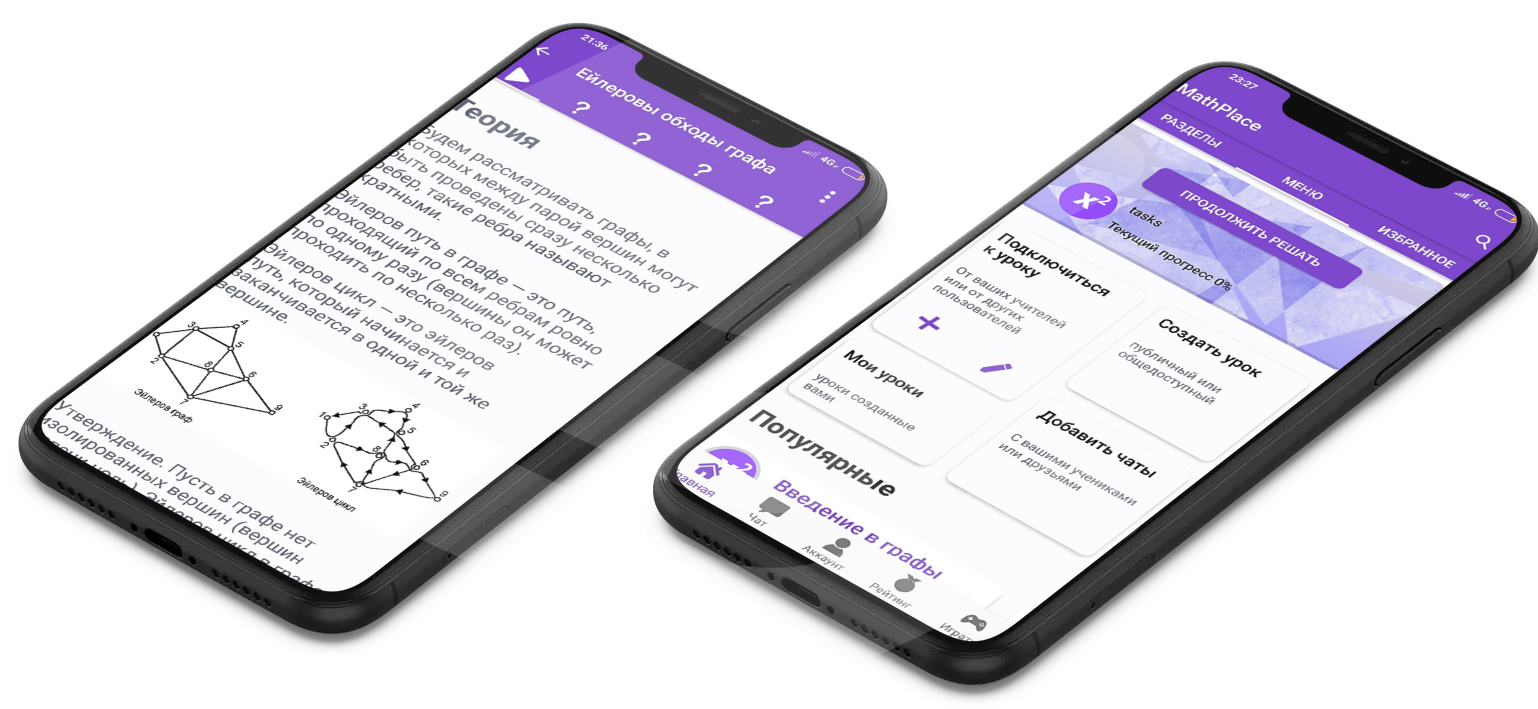 21:36
4G
Ейлеровы обходы графа
?
?
?
?
Теория
Будем рассматривать графы, в
которых между парой вершин могут
быть проведены сразу несколько
ребер, такие ребра называют
кратными.
Эйлеров путь в графе — это путь,
проходящий по всем ребрам ровно
по одному разу (вершины он может
проходить по несколько раз).
Эйлеров цикл — это эйлеров
путь, который начинается и
заканчивается в одной и той же
вершине.
3
4
5
2
8
6
7
9
Эйлеров граф
1
3
4
5
2
8
6
7
9
Эйлеров цикл
Утверждение. Пусть в графе нет
изолированных вершин (вершин
Эйлеров цикл в граф
23:27
4G
MathPlace
РАЗДЕЛЫ
МЕНЮ
ИЗБРАННОЕ
ПРОДОЛЖИТЬ РЕШАТЬ
x²
tasks
Текущий прогресс 0%
Подключиться
к уроку
От ваших учителей
или от других
пользователей
Создать урок
публичный или
общедоступный
Мои уроки
уроки созданные
вами
Добавить чаты
С вашими учениками
или друзьями
Популярные
Введение в графы
Главная
Чат
Аккаунт
Рейтинг
Играт